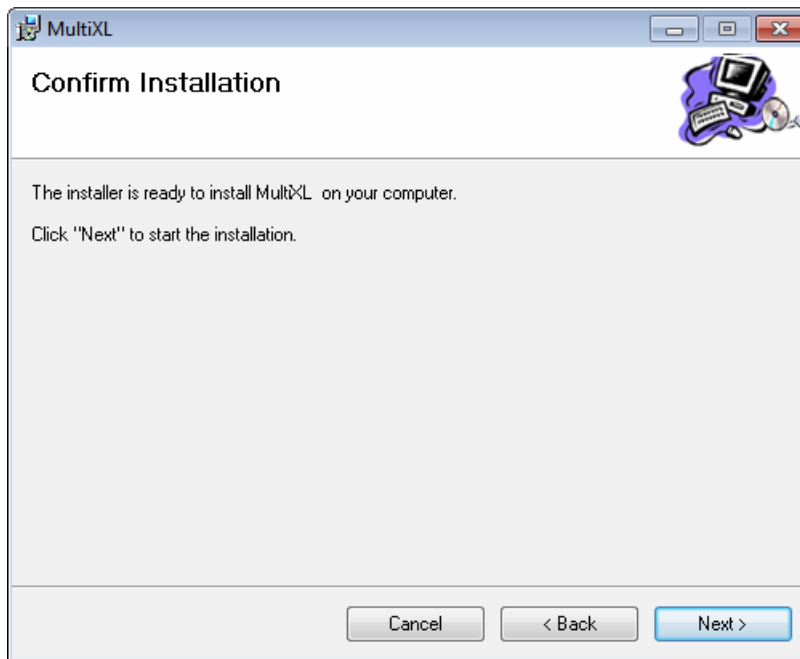 MultiXL
Confirm Installation
The installer is ready to install MultiXL  on your computer.
Click "Next" to start the installation.
Cancel
< Back
Next >